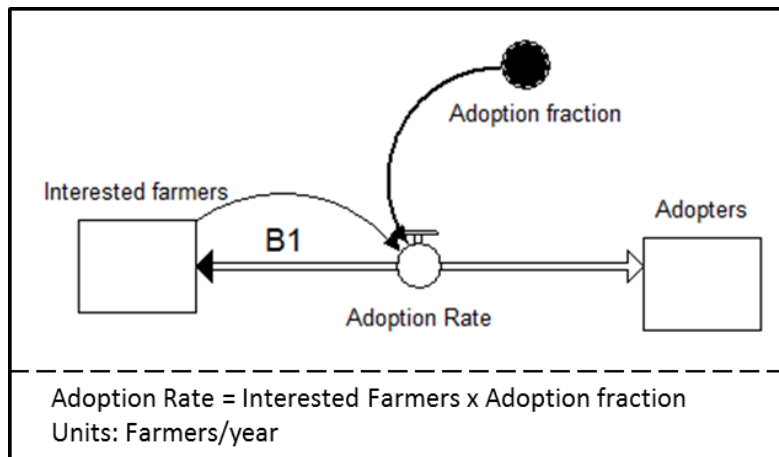 Adoption fraction
Interested farmers
Adopters
B1
Adoption Rate
Adoption Rate = Interested Farmers x Adoption fraction
Units: Farmers/year